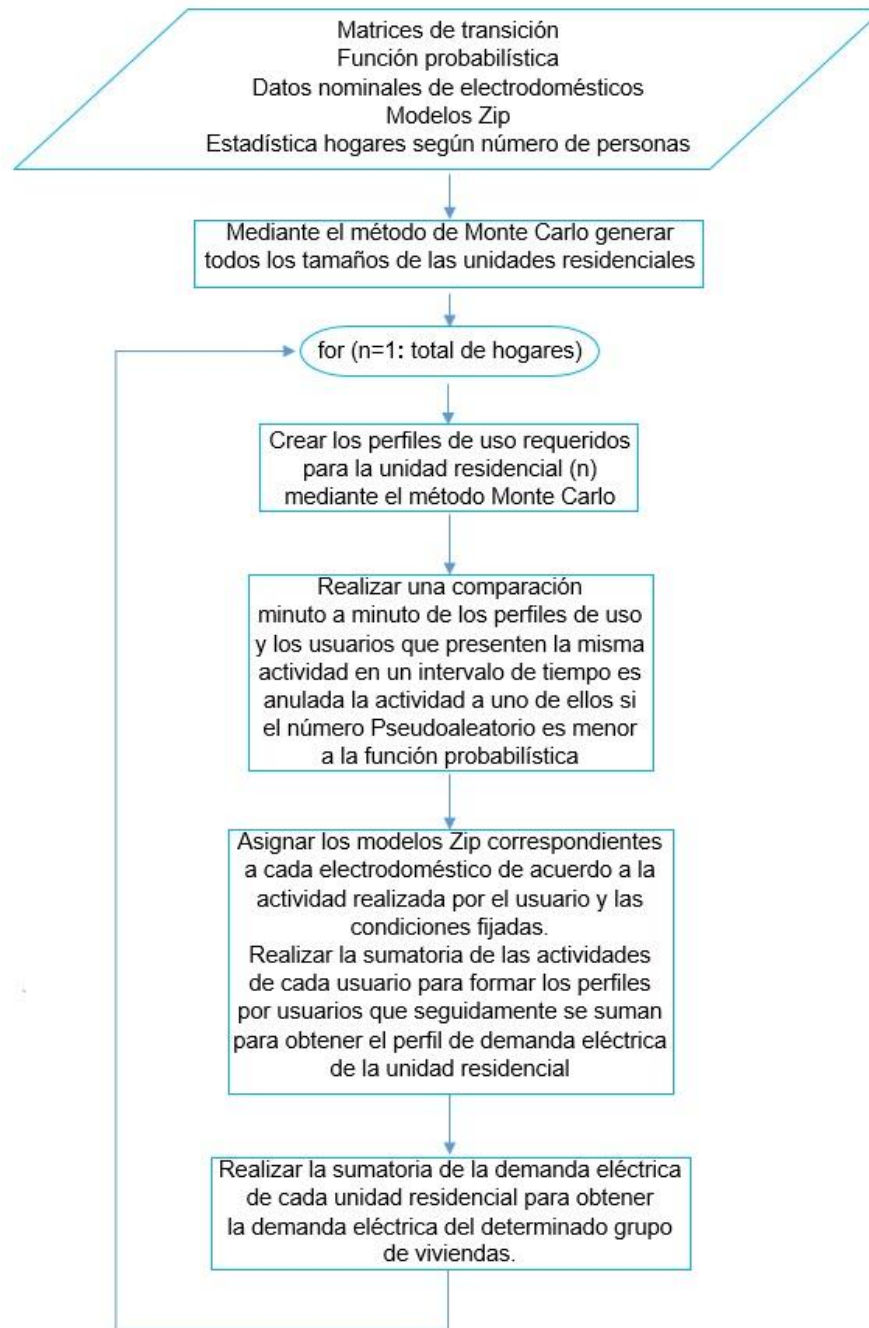 Matrices de transición
Función probabilística
Datos nominales de electrodomésticos
Modelos Zip
Estadística hogares según número de personas
Mediante el método de Monte Carlo generar
todos los tamaños de las unidades residenciales
for (n=1: total de hogares)
Crear los perfiles de uso requeridos
para la unidad residencial (n)
mediante el método Monte Carlo
Realizar una comparación
minuto a minuto de los perfiles de uso
y los usuarios que presenten la misma
actividad en un intervalo de tiempo es
anulada la actividad a uno de ellos si
el número Pseudoaleatorio es menor
a la función probabilística
Asignar los modelos Zip correspondientes
a cada electrodoméstico de acuerdo a la
actividad realizada por el usuario y las
condiciones fijadas.
Realizar la sumatoria de las actividades
de cada usuario para formar los perfiles
por usuarios que seguidamente se suman
para obtener el perfil de demanda eléctrica
de la unidad residencial
Realizar la sumatoria de la demanda eléctrica
de cada unidad residencial para obtener
la demanda eléctrica del determinado grupo
de viviendas.